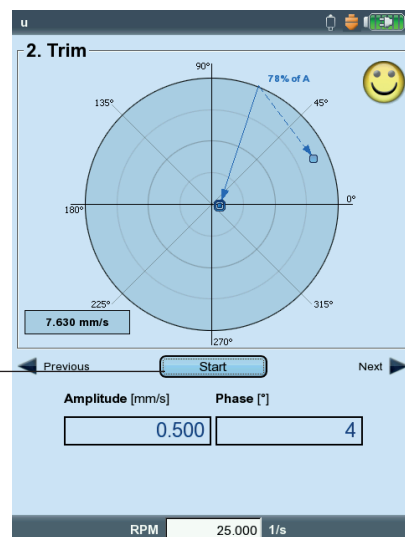 u
2. Trim
90°
78% of A
135°
45°
180°
0°
225°
315°
7.630 mm/s
270°
Previous
Start
Next
Amplitude [mm/s]
Phase [°]
0.500
4
RPM
25.000
1/s